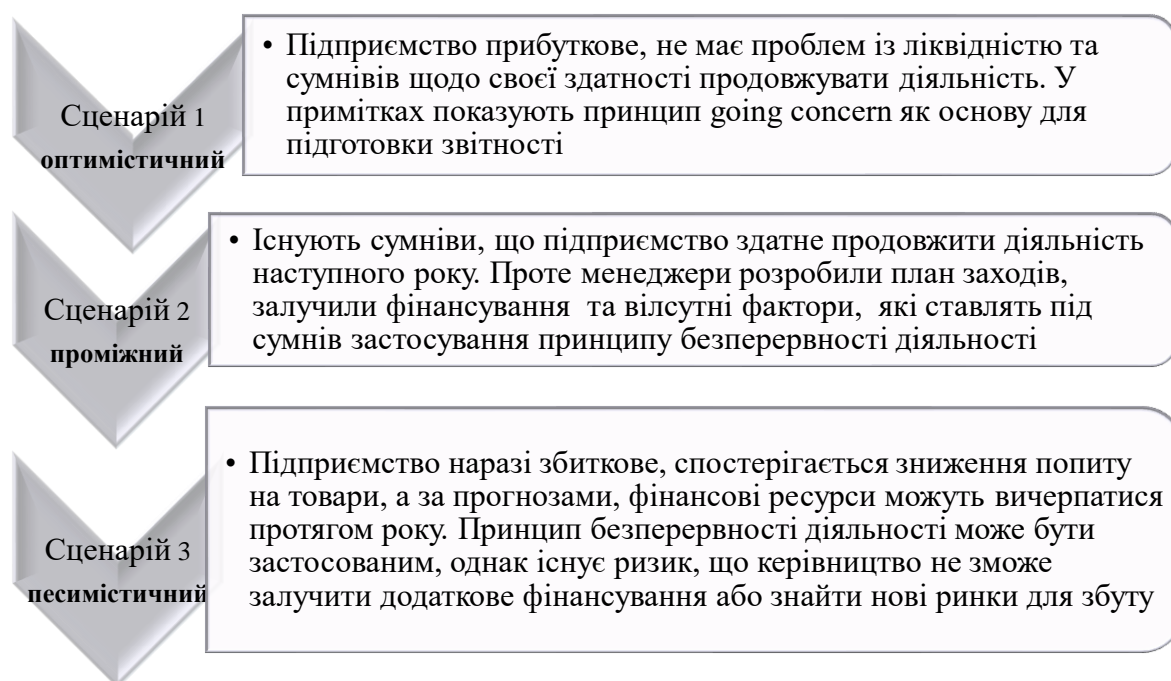 Сценарій 1
оптимістичний
• Підприємство прибуткове, не має проблем із ліквідністю та
сумнівів щодо своєї здатності продовжувати діяльність. У
примітках показують принцип going concern як основу для
підготовки звітності
Сценарій 2
проміжний
• Існують сумніви, що підприємство здатне продовжити діяльність
наступного року. Проте менеджери розробили план заходів,
залучили фінансування та вілсутні фактори, які ставлять під
сумнів застосування принципу безперервності діяльності
Сценарій 3
песимістичний
• Підприємство наразі збиткове, спостерігається зниження попиту
на товари, а за прогнозами, фінансові ресурси можуть вичерпатися
протягом року. Принцип безперервності діяльності може бути
застосованим, однак існує ризик, що керівництво не зможе
залучити додаткове фінансування або знайти нові ринки для збуту